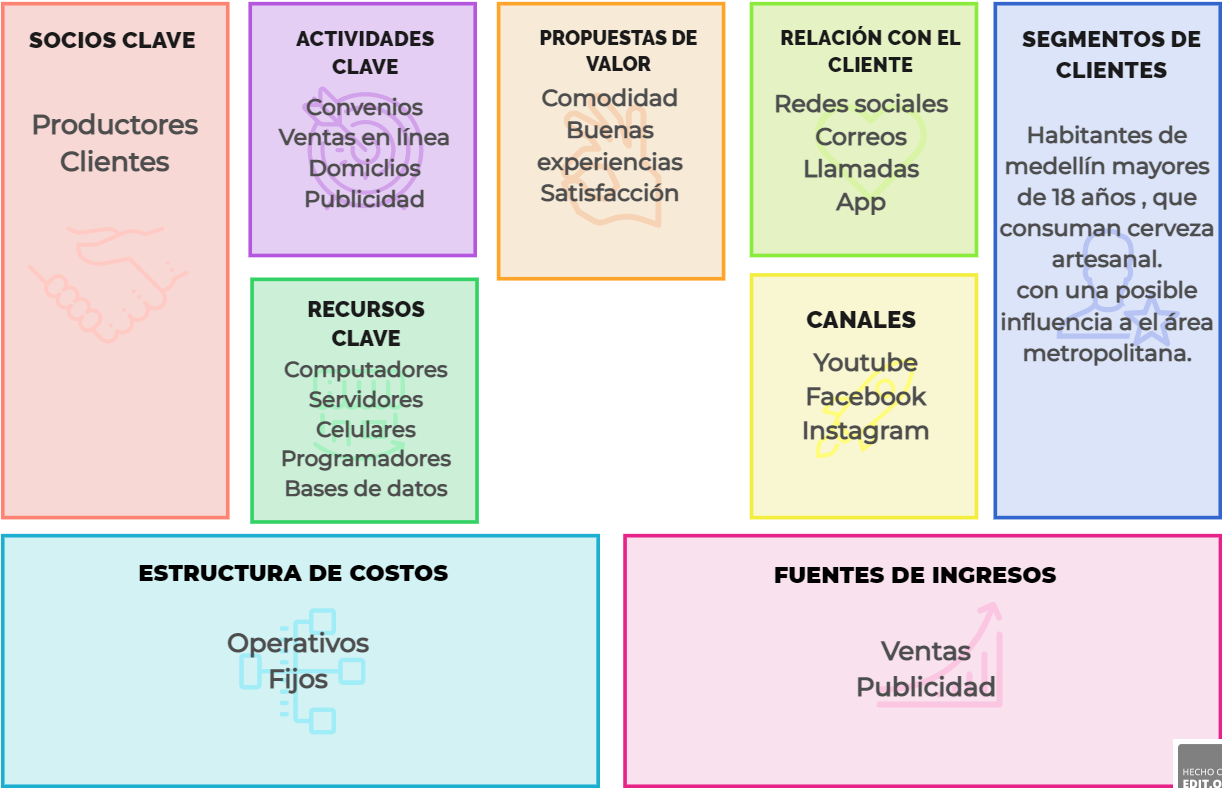 SOCIOS CLAVE
Productores
Clientes
ACTIVIDADES
CLAVE
Convenios
Ventas en línea
Domiclios
Publicidad
RECURSOS
CLAVE
Computadores
Servidores
Celulares
Programadores
Bases de datos
PROPUESTAS DE
VALOR
Comodidad
Buenas
experiencias
Satisfacción
RELACIÓN CON EL
CLIENTE
Redes sociales
Correos
Llamadas
App
CANALES
Youtube
Facebook
Instagram
SEGMENTOS DE
CLIENTES
Habitantes de
medellín mayores
de 18 años , que
consuman cerveza
artesanal.
con una posible
influencia a el área
metropolitana.
ESTRUCTURA DE COSTOS
Operativos
Fijos
FUENTES DE INGRESOS
Ventas
Publicidad
HECHO C
EDIT.O